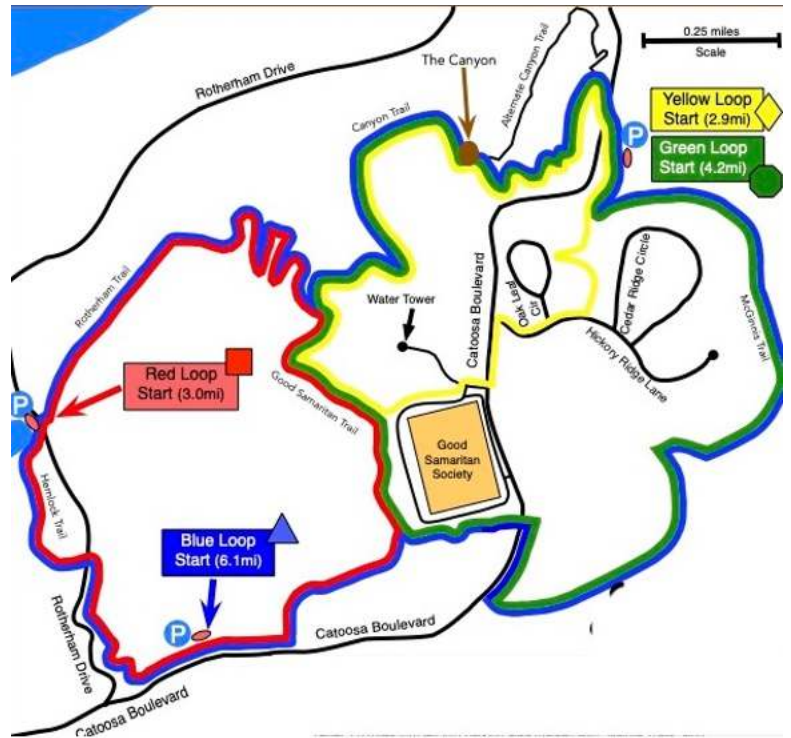 Rotherham Drive
The Canyon
Alternate Canyon Trail
0.25 miles
Scale
Canyon Trail
Yellow Loop
Start (2.9mi)
P
Green Loop
Start (4.2mi)
Rotherham Trail
Water Tower
Catoosa Boulevard
Oak Leaf
Cir
Cedar Ridge Circle
McGinnis Trail
Hickory Ridge Lane
Red Loop
Start (3.0mi)
P
Good Samaritan Trail
Good
Samaritan
Society
Hemlock Trail
Blue Loop
Start (6.1mi)
P
Catoosa Boulevard
Rotherham Drive
Catoosa Boulevard